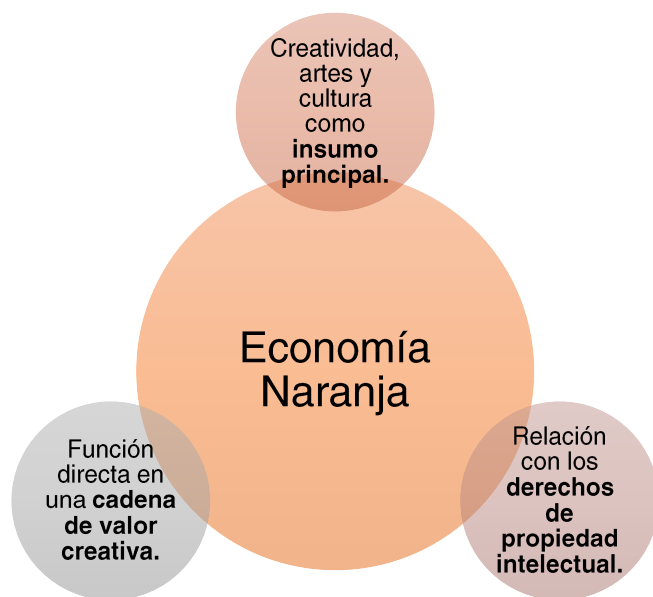 Creatividad,
artes y
cultura
como
insumo
principal.
Economía
Naranja
Función
directa en
una cadena
de valor
creativa.
Relación
con los
derechos
de
propiedad
intelectual.